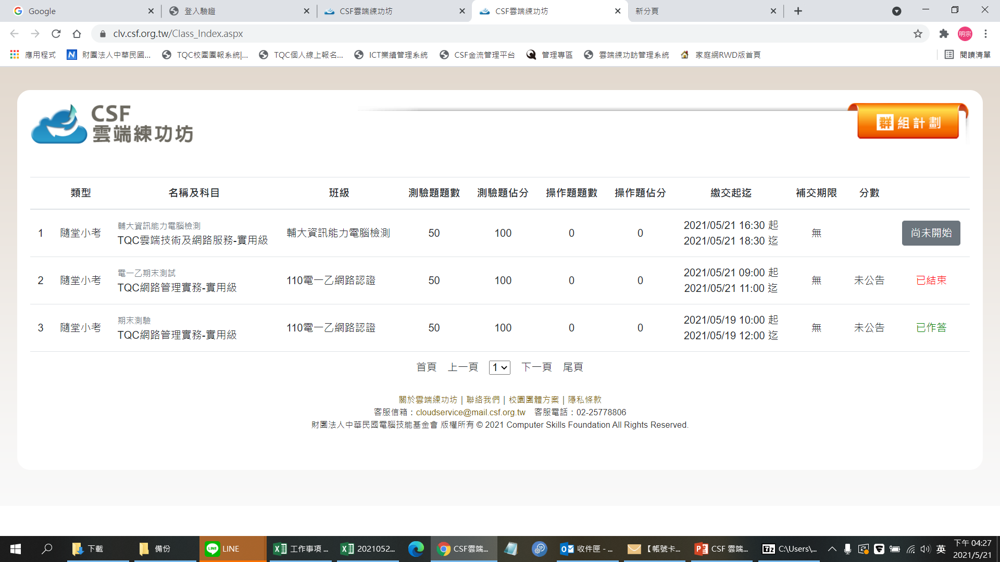 Google
登入驗證
CSF雲端練功坊
CSF雲端練功坊
新分頁
clv.csf.org.tw/Class_Index.aspx
明宗
應用程式
財團法人中華民國...
TQC校園團報系統|...
TQC個人線上報名...
ICT業績管理系統
CSF金流管理平台
管理專區
雲端練功訪管理系統
家庭網RWD版首頁
閱讀清單
CSF
雲端練功坊
群組計劃
類型 名稱及科目 班級 測驗題題數 測驗題佔分 操作題題數 操作題佔分 繳交起迄 補交期限 分數
輔大資訊能力電腦檢測
1 隨堂小考 TQC雲端技術及網路服務-實用級 輔大資訊能力電腦檢測 50 100 0 0 2021/05/21 16:30 起 無 尚未開始
2021/05/21 18:30 迄
電一乙期末測試
2 隨堂小考 TQC網路管理實務-實用級 110電一乙網路認證 50 100 0 0 2021/05/21 09:00 起 無 未公告 已結束
2021/05/21 11:00 迄
期末測驗
3 隨堂小考 TQC網路管理實務-實用級 110電一乙網路認證 50 100 0 0 2021/05/19 10:00 起 無 未公告 已作答
2021/05/19 12:00 迄
首頁 上一頁 1 下一頁 尾頁
關於雲端練功坊 | 聯絡我們 | 校園團體方案 | 隱私條款
客服信箱：cloudservice@mail.csf.org.tw 客服電話：02-25778806
財團法人中華民國電腦技能基金會 版權所有 © 2021 Computer Skills Foundation All Rights Reserved.
下載
備份
LINE
工作事項 ...
2021052...
CSF雲端...
收件匣 - ...
【帳號卡...
CSF 雲端...
C:\Users\...
英
下午 04:27
2021/5/21